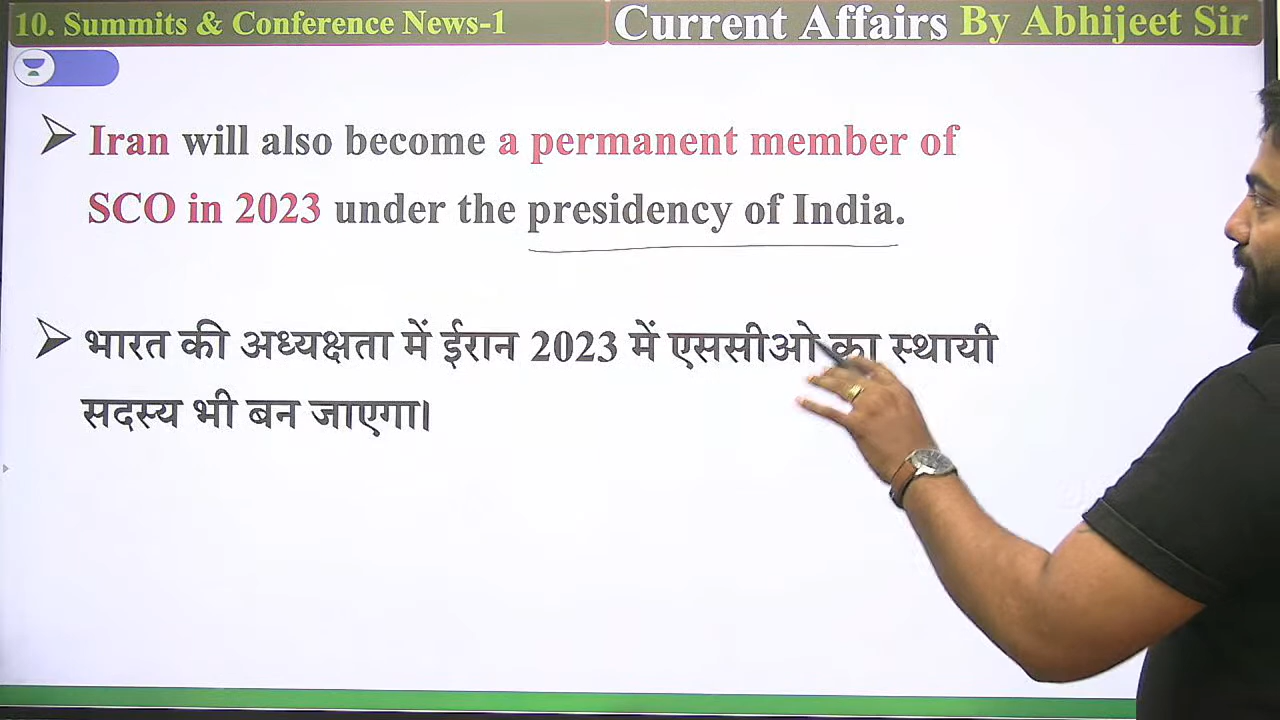 10. Summits & Conference News-1
Current Affairs By Abhijeet Sir
Iran will also become a permanent member of
SCO in 2023 under the presidency of India.
भारत की अध्यक्षता में ईरान 2023 में एससीओ का स्थायी
सदस्य भी बन जाएगा।